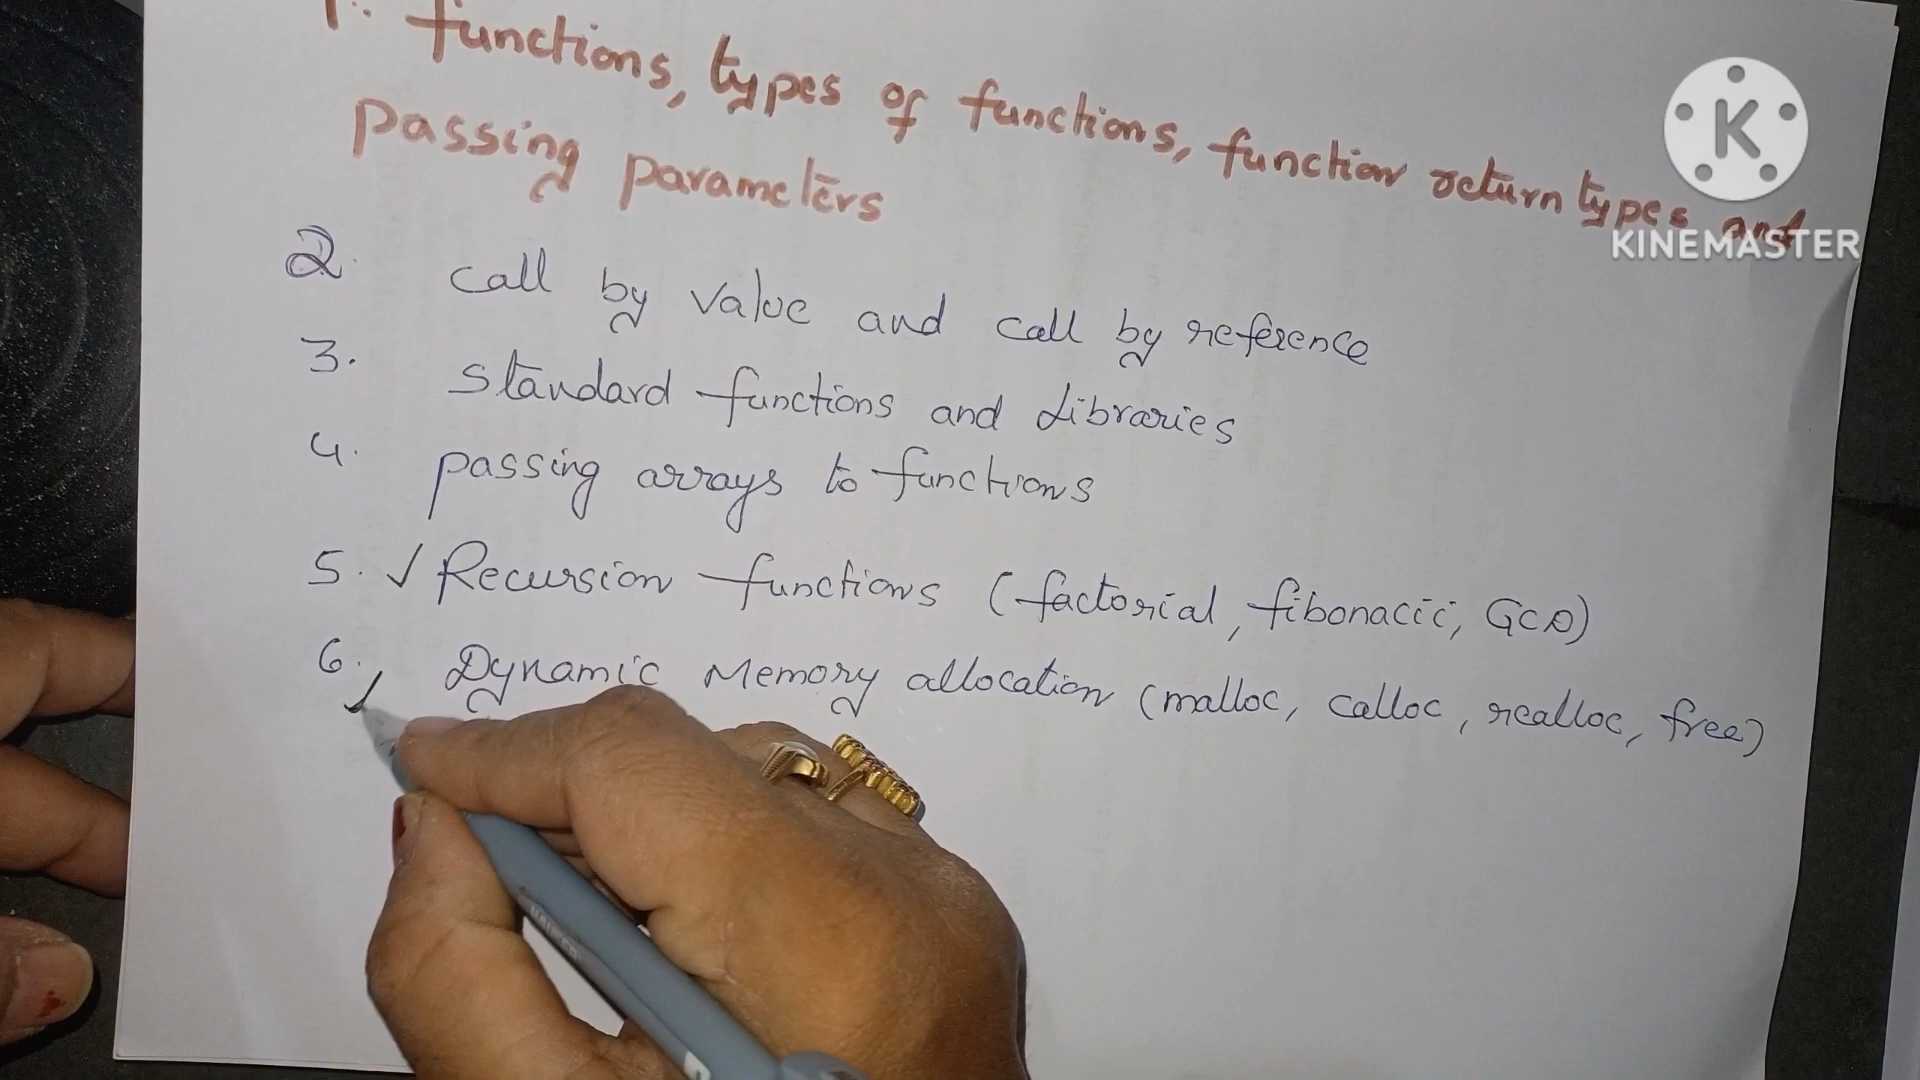 1. functions, types of functions, function return types and
passing parameters
2. call by value and call by reference
3. standard functions and Libraries
4. passing arrays to functions
5. ✓ Recursion functions (factorial, fibonacic, GCD)
6. ✓ Dynamic Memory allocation (malloc, calloc, realloc, free)
K
KINEMASTER